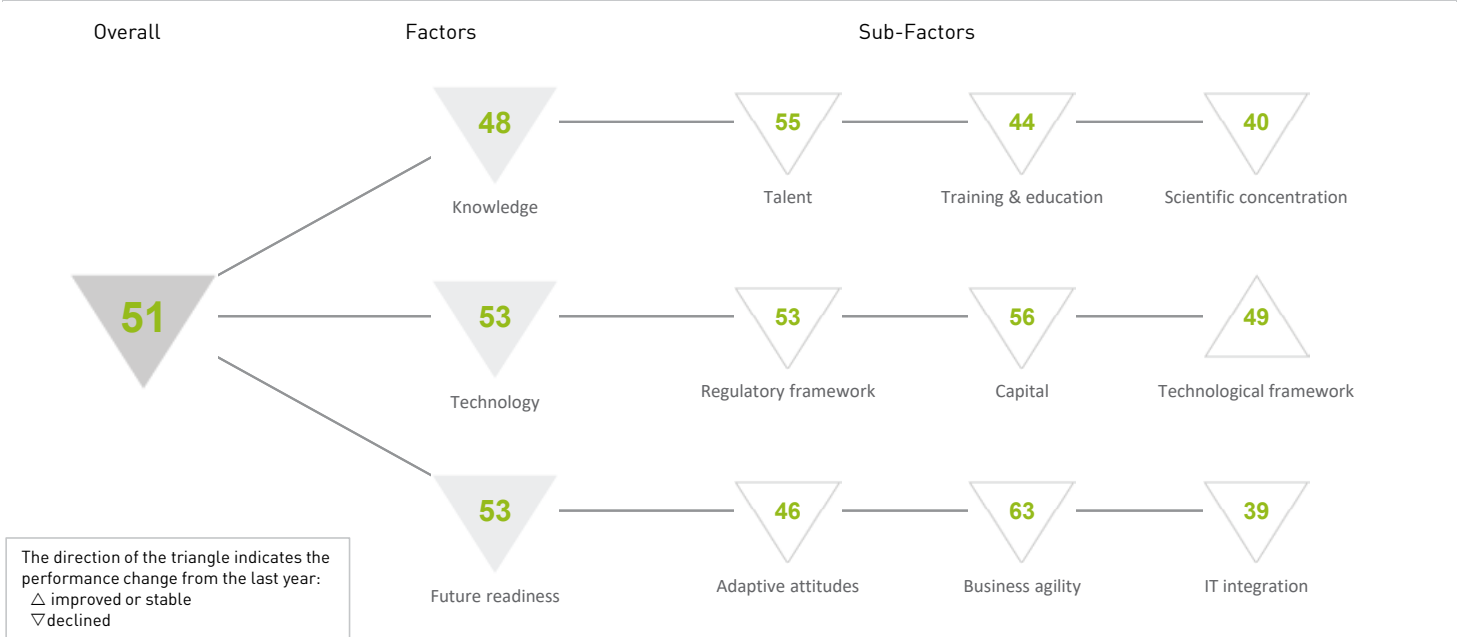 Overall
Factors
Sub-Factors
48
55
44
40
Knowledge
Talent
Training & education
Scientific concentration
51
53
53
56
49
Technology
Regulatory framework
Capital
Technological framework
53
46
63
39
Future readiness
Adaptive attitudes
Business agility
IT integration
The direction of the triangle indicates the
performance change from the last year:
△ improved or stable
▽declined